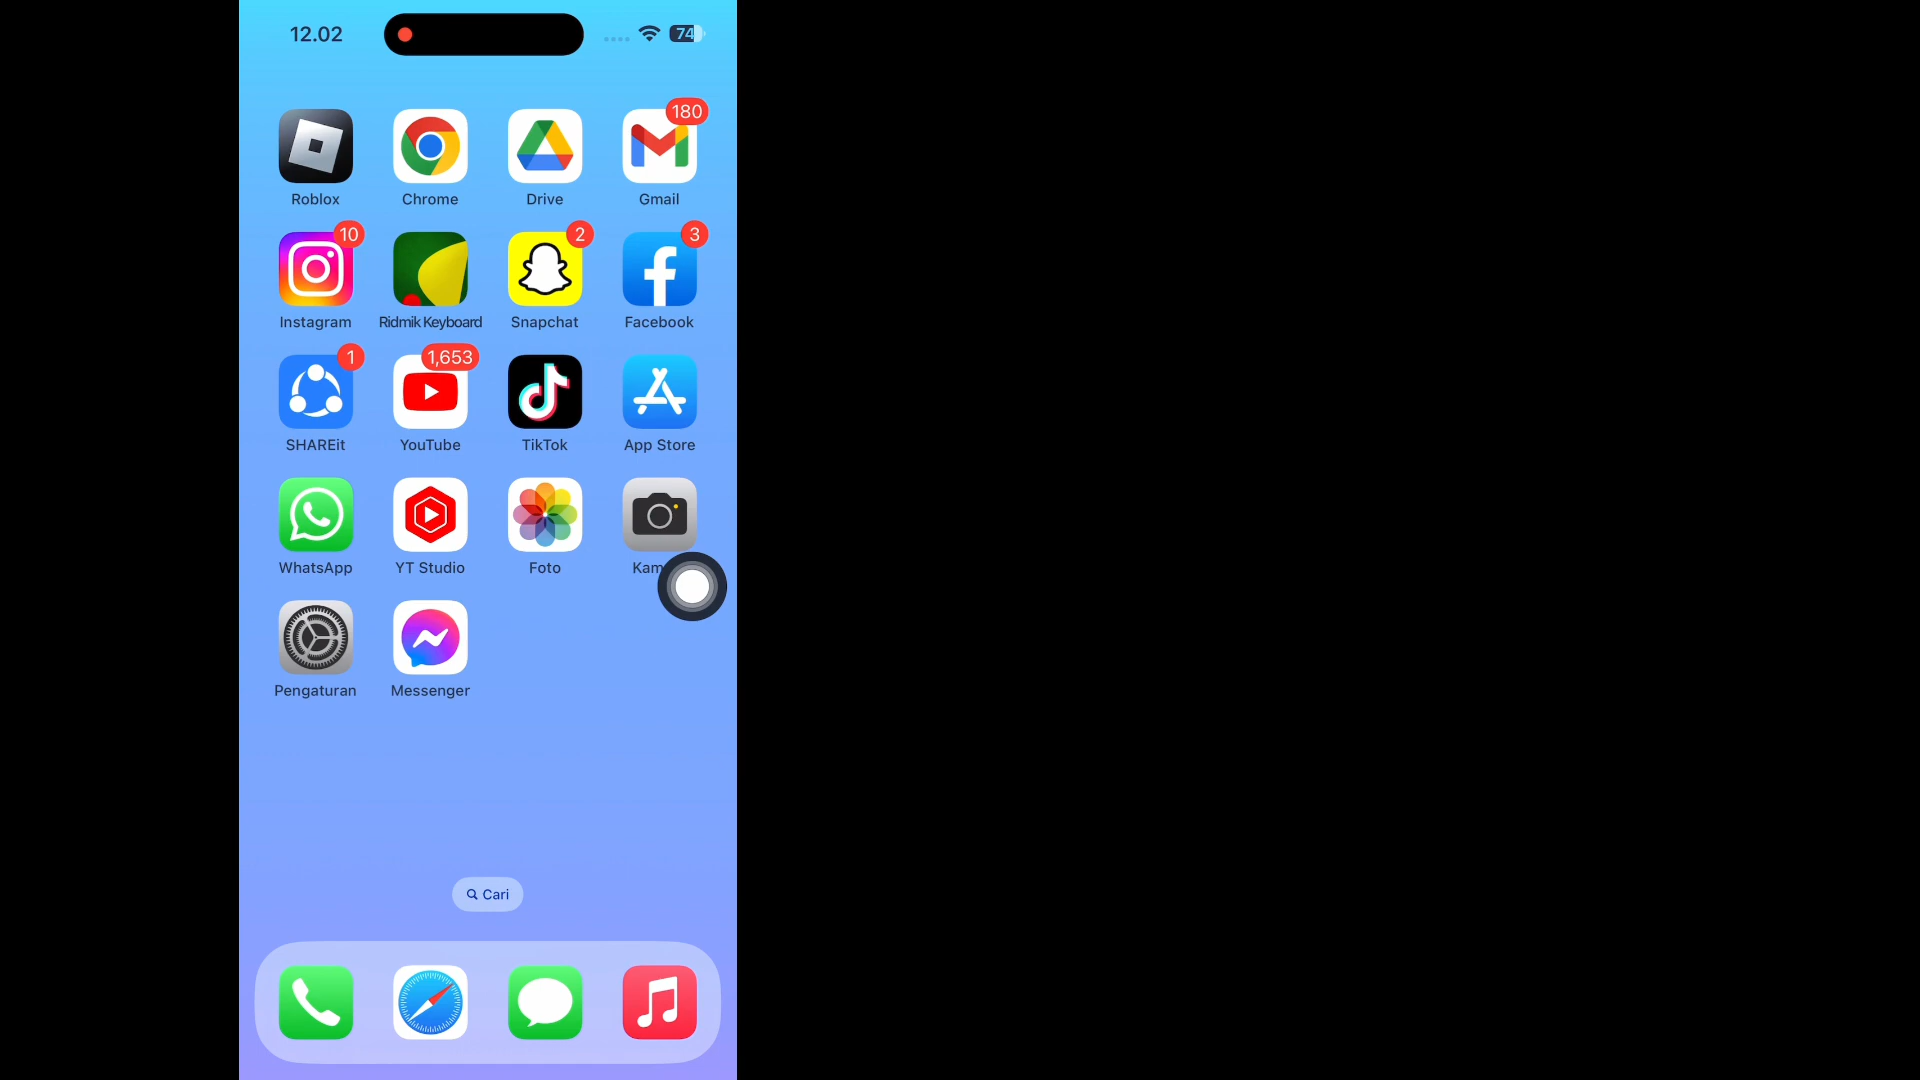 12.02
74
180
Roblox
Chrome
Drive
Gmail
10
2
3
Instagram
Ridmik Keyboard
Snapchat
Facebook
1
1,653
SHAREit
YouTube
TikTok
App Store
WhatsApp
YT Studio
Foto
Pengaturan
Messenger
Cari